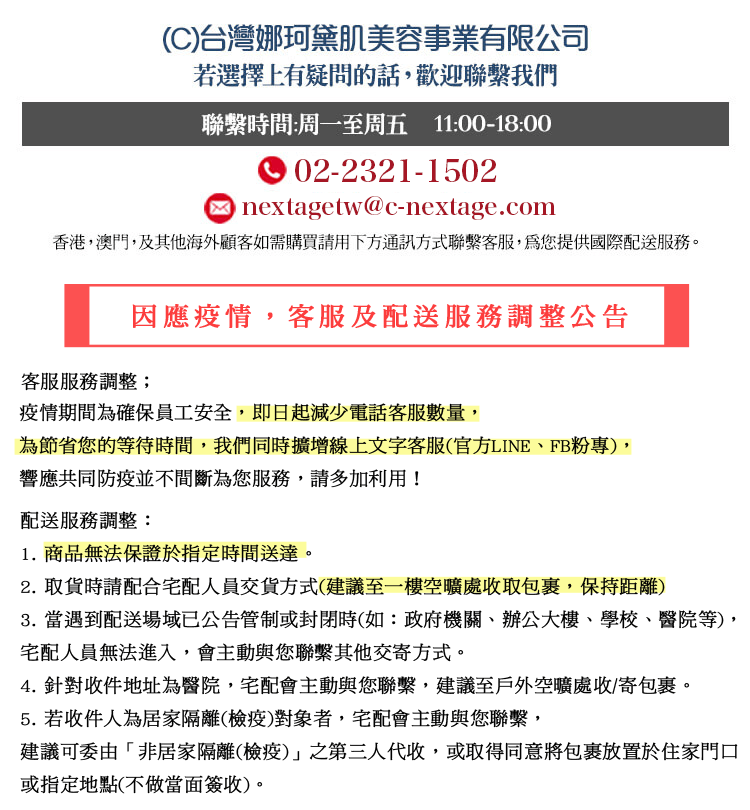 (C)台灣娜珂黛肌美容事業有限公司
若選擇上有疑問的話，歡迎聯繫我們
聯繫時間:周一至周五 11:00-18:00
02-2321-1502
nextagetw@c-nextage.com
香港，澳門，及其他海外顧客如需購買請用下方通訊方式聯繫客服，為您提供國際配送服務。
因應疫情，客服及配送服務調整公告
客服服務調整；
疫情期間為確保員工安全，即日起減少電話客服數量，
為節省您的等待時間，我們同時擴增線上文字客服(官方LINE、FB粉專)，
響應共同防疫並不間斷為您服務，請多加利用！
配送服務調整：
1. 商品無法保證於指定時間送達。
2. 取貨時請配合宅配人員交貨方式(建議至一樓空曠處收取包裹，保持距離)
3. 當遇到配送場域已公告管制或封閉時(如：政府機關、辦公大樓、學校、醫院等)，
宅配人員無法進入，會主動與您聯繫其他交寄方式。
4. 針對收件地址為醫院，宅配會主動與您聯繫，建議至戶外空曠處收/寄包裹。
5. 若收件人為居家隔離(檢疫)對象者，宅配會主動與您聯繫，
建議可委由「非居家隔離(檢疫)」之第三人代收，或取得同意將包裹放置於住家門口
或指定地點(不做當面簽收)。